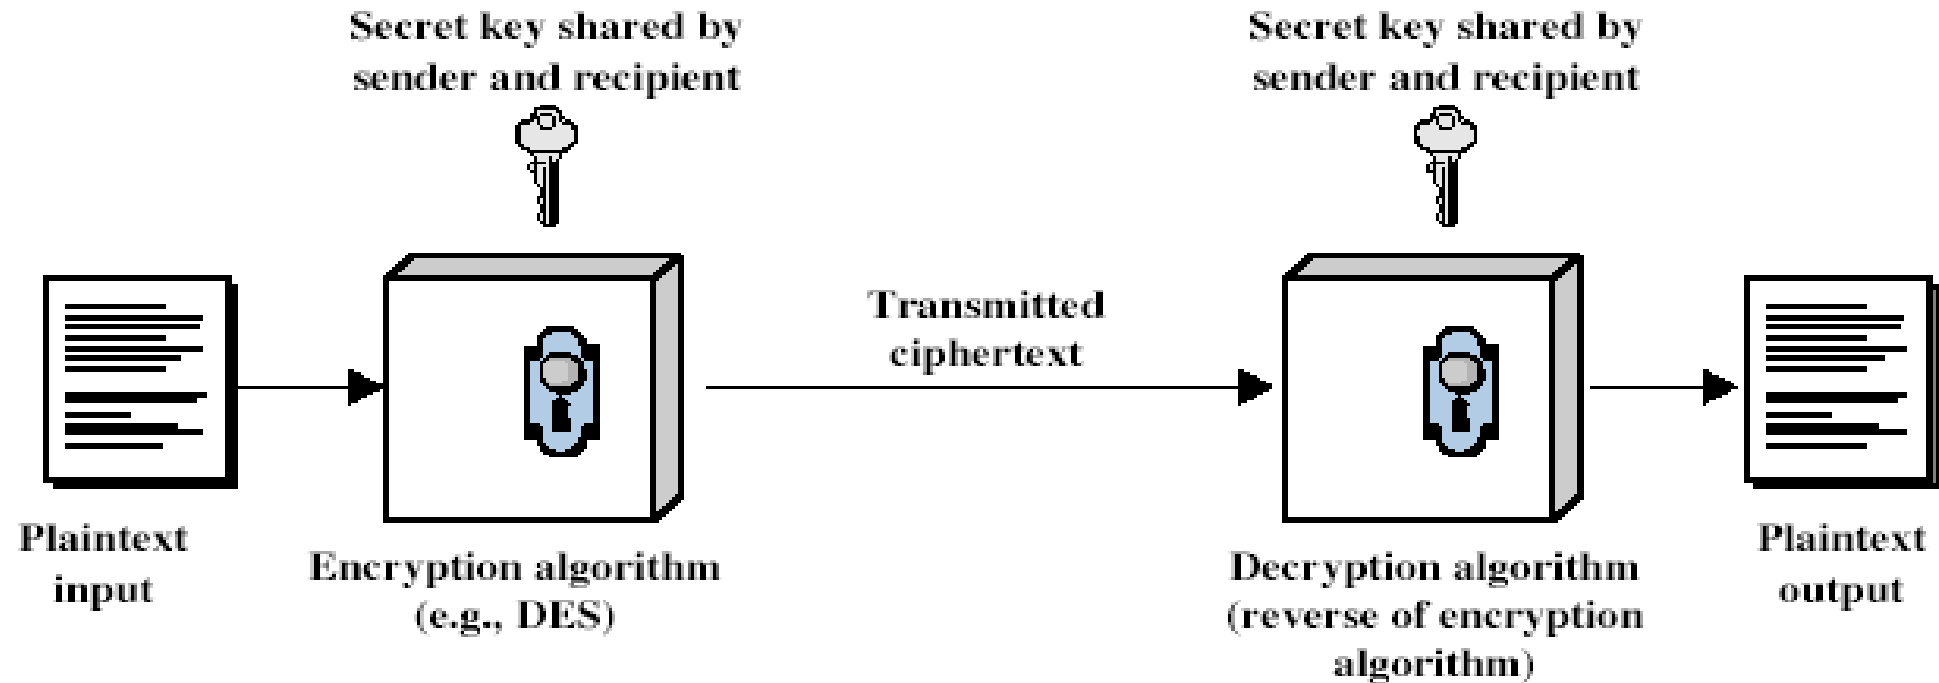 Secret key shared by
sender and recipient
Secret key shared by
sender and recipient
Transmitted
ciphertext
Plaintext
input
Encryption algorithm
(e.g., DES)
Decryption algorithm
(reverse of encryption
algorithm)
Plaintext
output